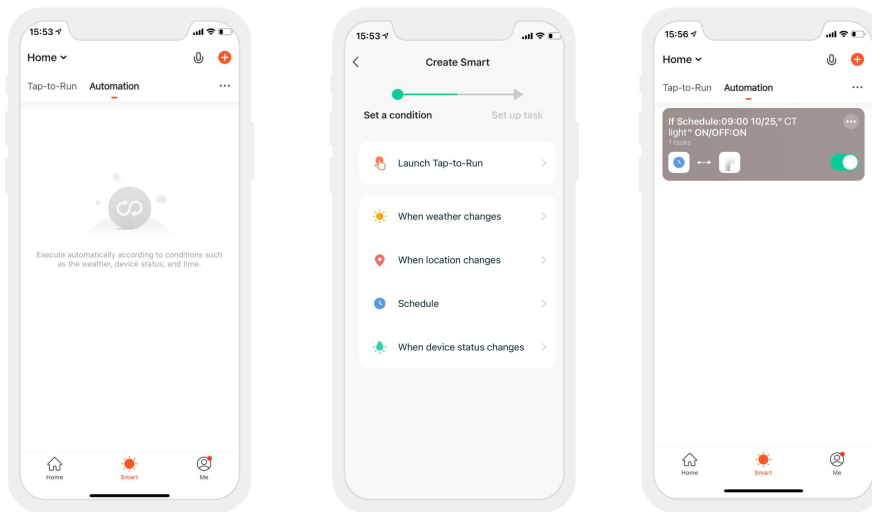 15:53
Home
Tap-to-Run Automation
Execute automatically according to conditions such
as the weather, device status, and time.
Home Smart Me
15:53
Create Smart
Set a condition Set up task
Launch Tap-to-Run
When weather changes
When location changes
Schedule
When device status changes
15:56
Home
Tap-to-Run Automation
If Schedule:09:00 10/25," CT
light" ON/OFF:ON
1 tasks
Home Smart Me